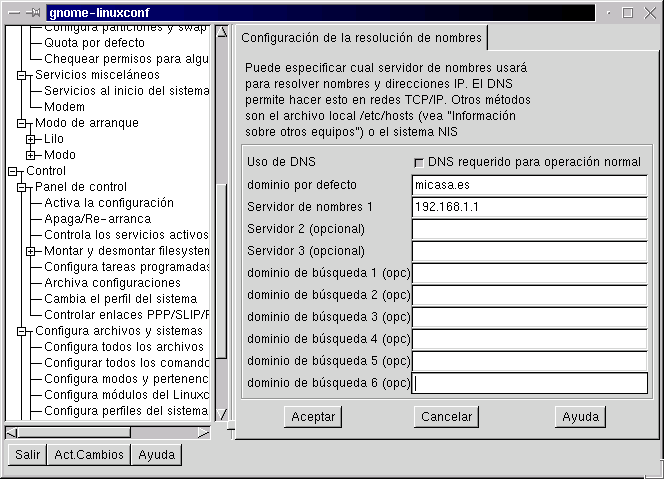 gnome-linuxconf
Configura particiones y swap
Quota por defecto
Chequear permisos para algu
Servicios misceláneos
Servicios al inicio del sistema
Modem
Modo de arranque
Lilo
Modo
Control
Panel de control
Activa la configuración
Apaga/Re-arranca
Controla los servicios activos
Montar y desmontar filesystem
Configura tareas programadas
Archiva configuraciones
Cambia el perfil del sistema
Controlar enlaces PPP/SLIP/P
Configura archivos y sistemas
Configura todos los archivos
Configurar todos los comando
Configura modos y pertenenc
Configura módulos del Linuxc
Configura perfiles del sistema
Salir
Act.Cambios
Ayuda
Configuración de la resolución de nombres
Puede especificar cual servidor de nombres usará
para resolver nombres y direcciones IP. El DNS
permite hacer esto en redes TCP/IP. Otros métodos
son el archivo local /etc/hosts (vea "Información
sobre otros equipos") o el sistema NIS
Uso de DNS
DNS requerido para operación normal
dominio por defecto
micasa.es
Servidor de nombres 1
192.168.1.1
Servidor 2 (opcional)
Servidor 3 (opcional)
dominio de búsqueda 1 (opc)
dominio de búsqueda 2 (opc)
dominio de búsqueda 3 (opc)
dominio de búsqueda 4 (opc)
dominio de búsqueda 5 (opc)
dominio de búsqueda 6 (opc)
Aceptar
Cancelar
Ayuda